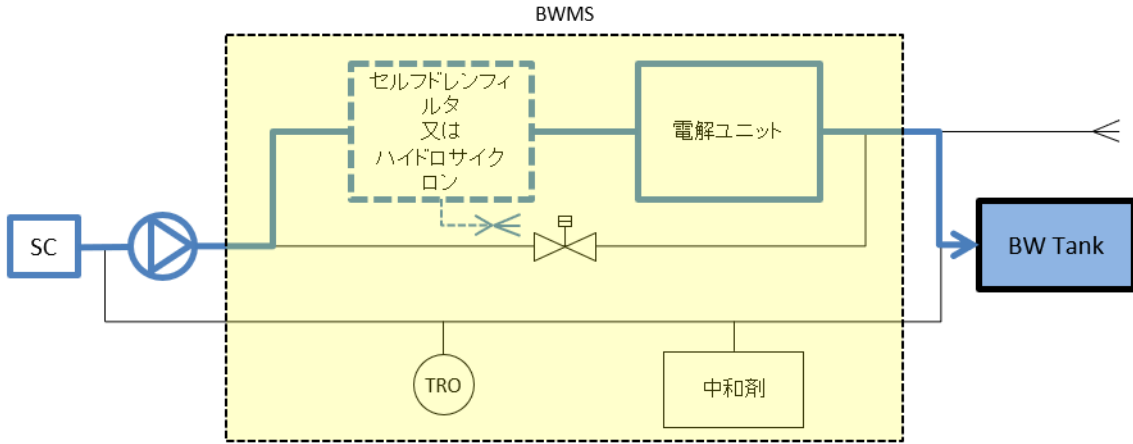 BWMS
セルフドレンフィ
ルタ
又は
ハイドロサイク
ロン
電解ユニット
SC
BW Tank
TRO
中和剤